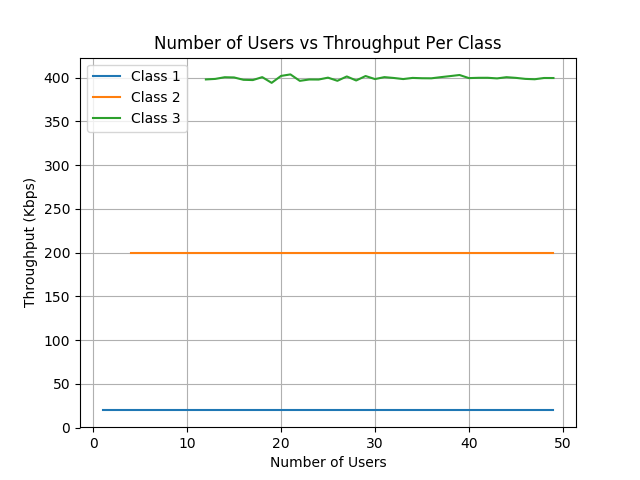 Number of Users vs Throughput Per Class
Class 1
Class 2
Class 3
400
350
300
250
200
150
100
50
0
Throughput (Kbps)
0 10 20 30 40 50
Number of Users